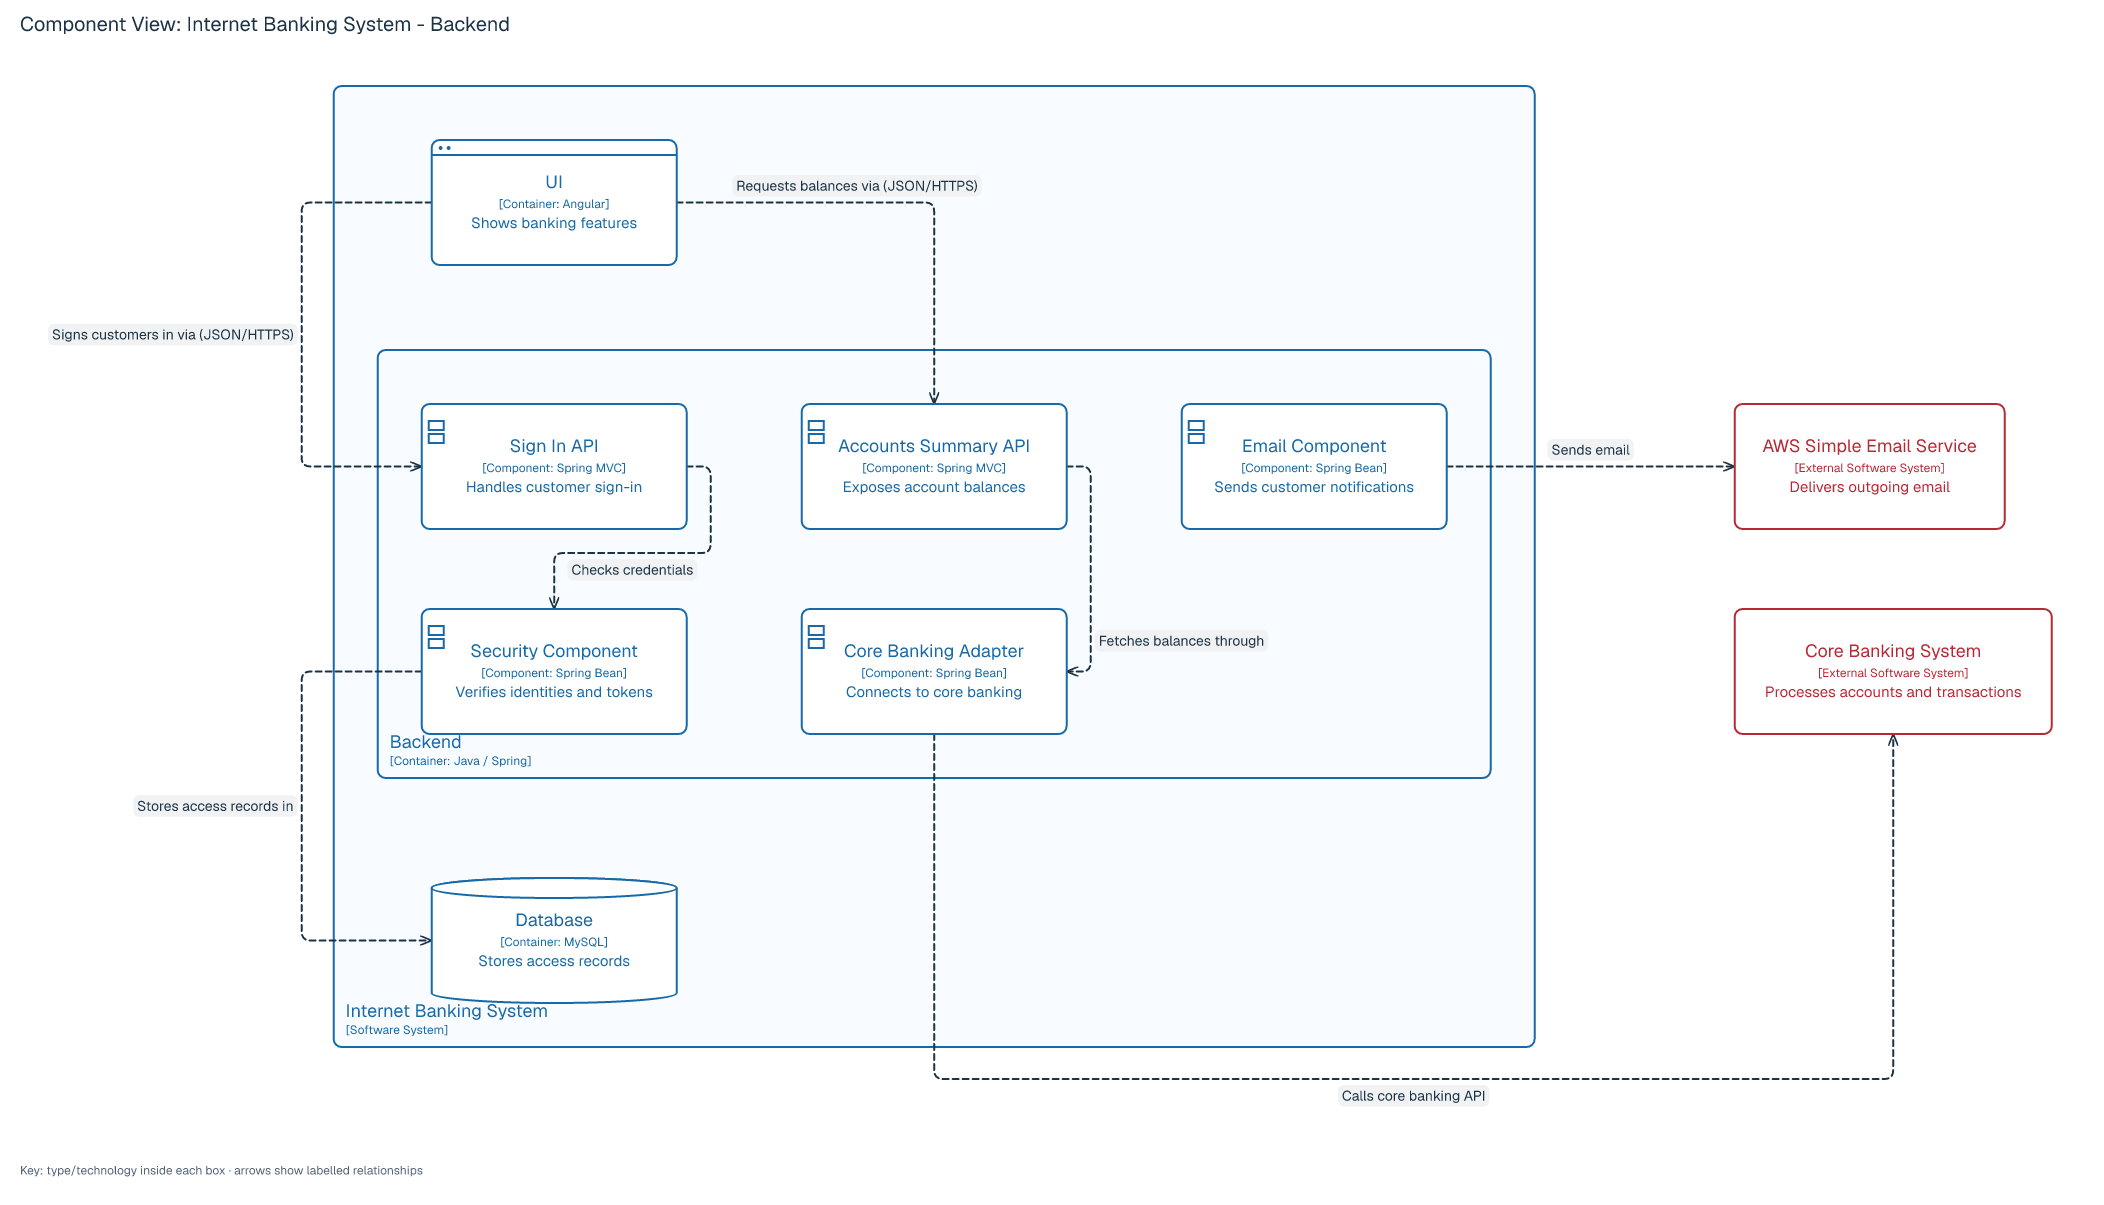 Component View: Internet Banking System - Backend
UI
[Container: Angular]
Shows banking features
Requests balances via (JSON/HTTPS)
Signs customers in via (JSON/HTTPS)
Sign In API
[Component: Spring MVC]
Handles customer sign-in
Accounts Summary API
[Component: Spring MVC]
Exposes account balances
Email Component
[Component: Spring Bean]
Sends customer notifications
Sends email
AWS Simple Email Service
[External Software System]
Delivers outgoing email
Checks credentials
Security Component
[Component: Spring Bean]
Verifies identities and tokens
Core Banking Adapter
[Component: Spring Bean]
Connects to core banking
Fetches balances through
Core Banking System
[External Software System]
Processes accounts and transactions
Backend
[Container: Java / Spring]
Stores access records in
Database
[Container: MySQL]
Stores access records
Internet Banking System
[Software System]
Calls core banking API
Key: type/technology inside each box · arrows show labelled relationships